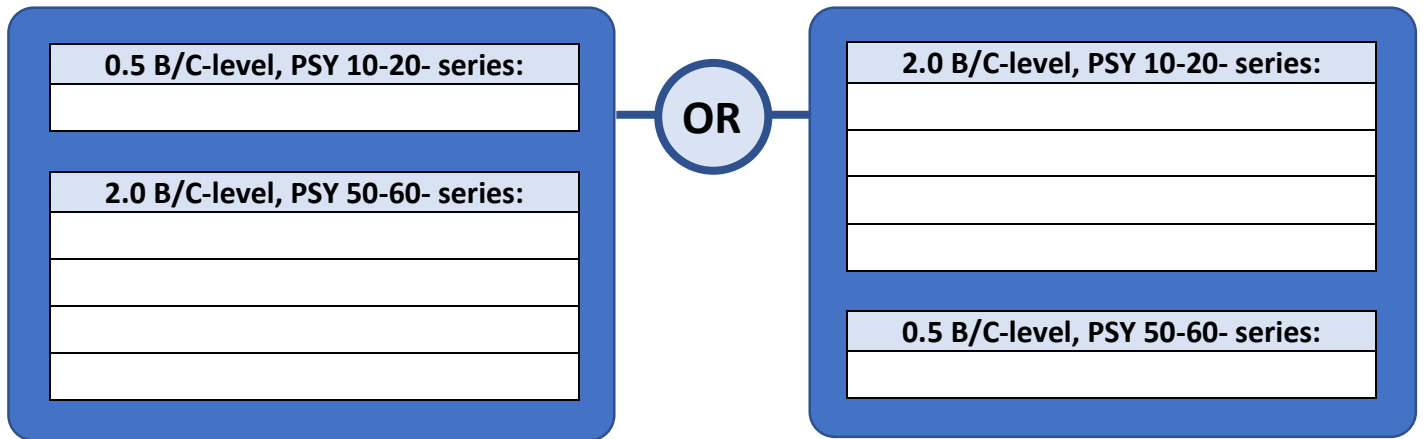 0.5 B/C-level, PSY 10-20- series:
2.0 B/C-level, PSY 50-60- series:
OR
2.0 B/C-level, PSY 10-20- series:
0.5 B/C-level, PSY 50-60- series: